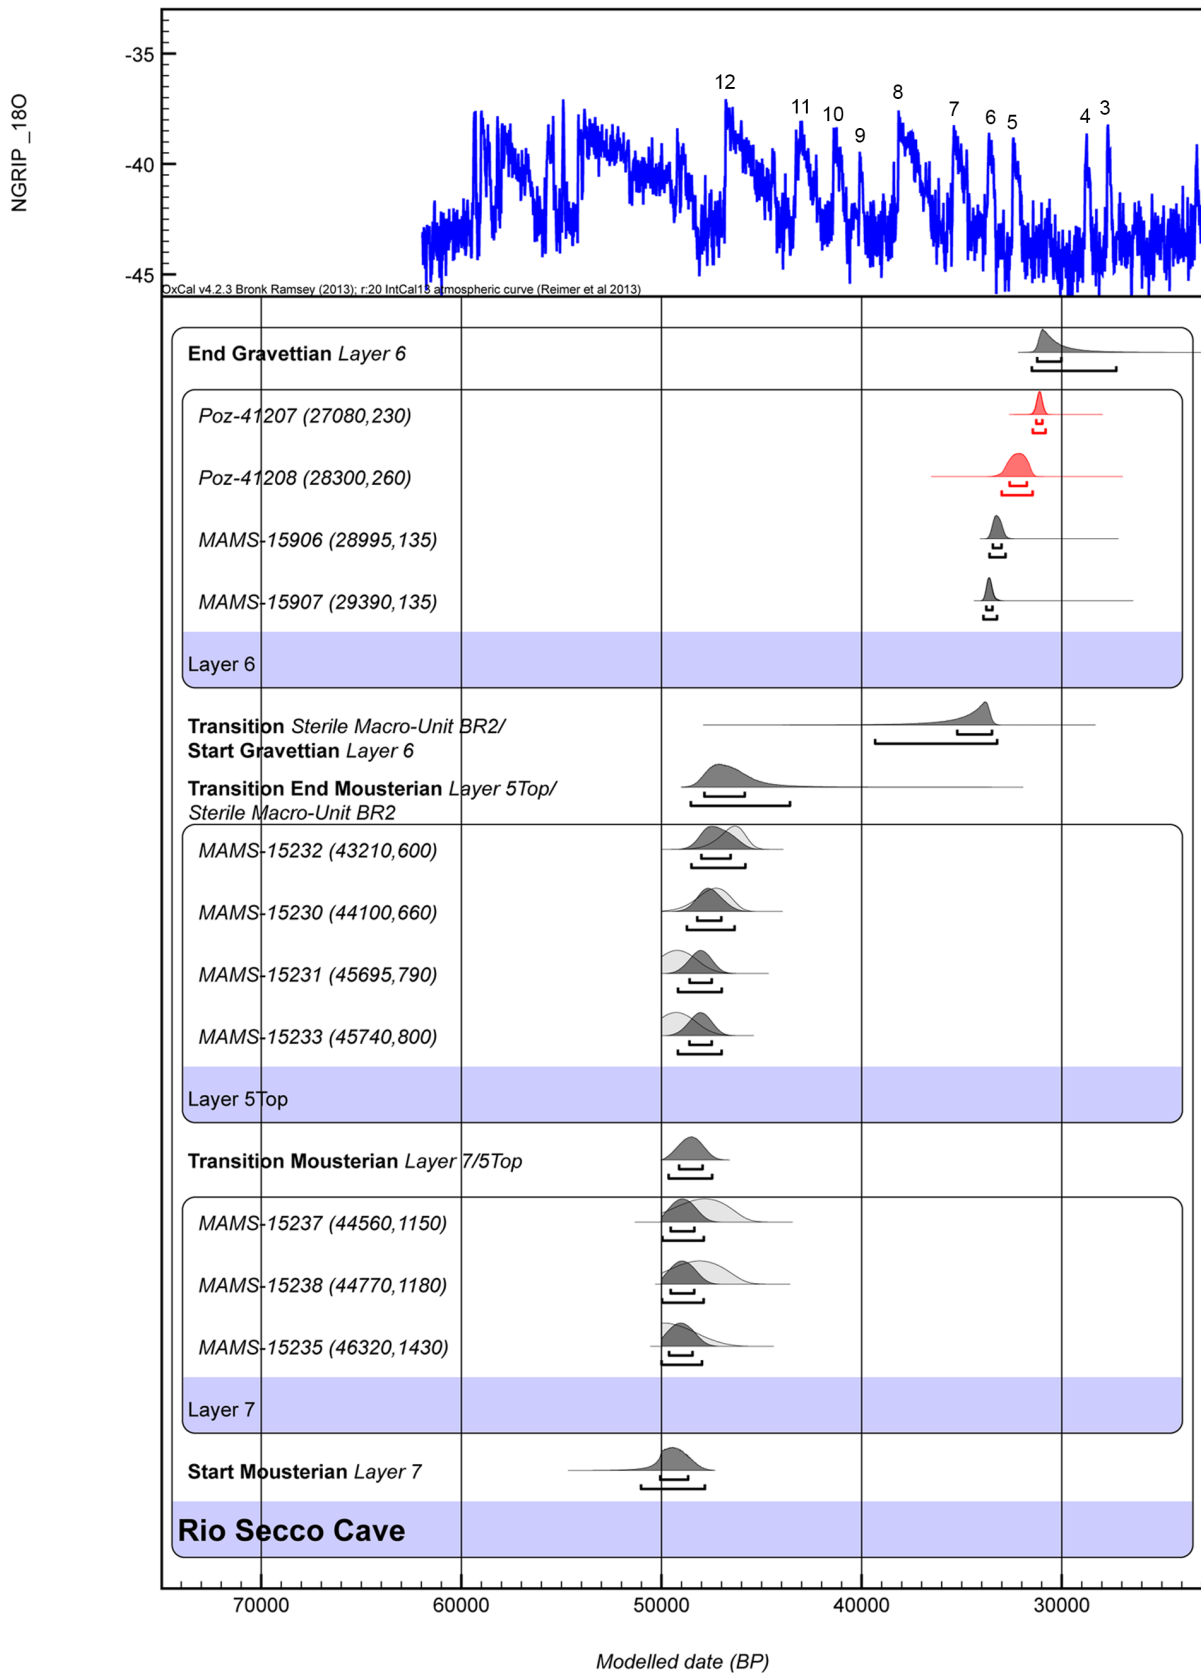 NGRIP _18O
-35
-40
-45
12
11
10
9
8
7
6
5
4
3
OxCal v4.2.3 Bronk Ramsey (2013); r:20 IntCal13 atmospheric curve (Reimer et al 2013)
End Gravettian Layer 6
Poz-41207 (27080,230)
Poz-41208 (28300,260)
MAMS-15906 (28995,135)
MAMS-15907 (29390,135)
Layer 6
Transition Sterile Macro-Unit BR2/
Start Gravettian Layer 6
Transition End Mousterian Layer 5Top/
Sterile Macro-Unit BR2
MAMS-15232 (43210,600)
MAMS-15230 (44100,660)
MAMS-15231 (45695,790)
MAMS-15233 (45740,800)
Layer 5Top
Transition Mousterian Layer 7/5Top
MAMS-15237 (44560,1150)
MAMS-15238 (44770,1180)
MAMS-15235 (46320,1430)
Layer 7
Start Mousterian Layer 7
Rio Secco Cave
70000 60000 50000 40000 30000
Modelled date (BP)